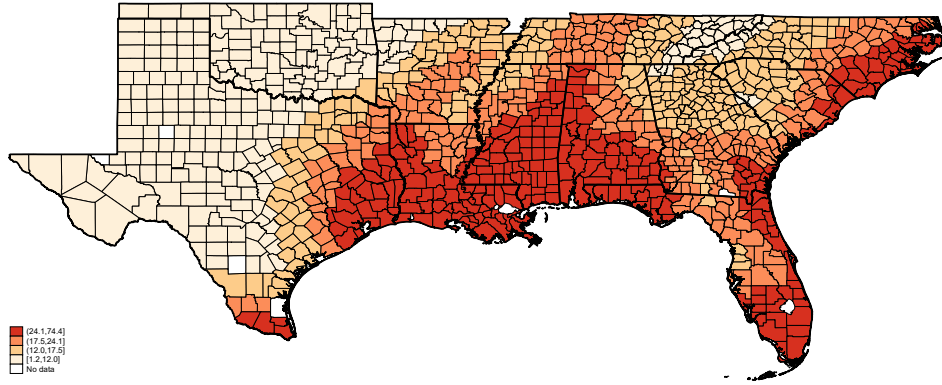 (24.1,74.4]
(17.5,24.1]
(12.0,17.5]
[1.2,12.0]
No data